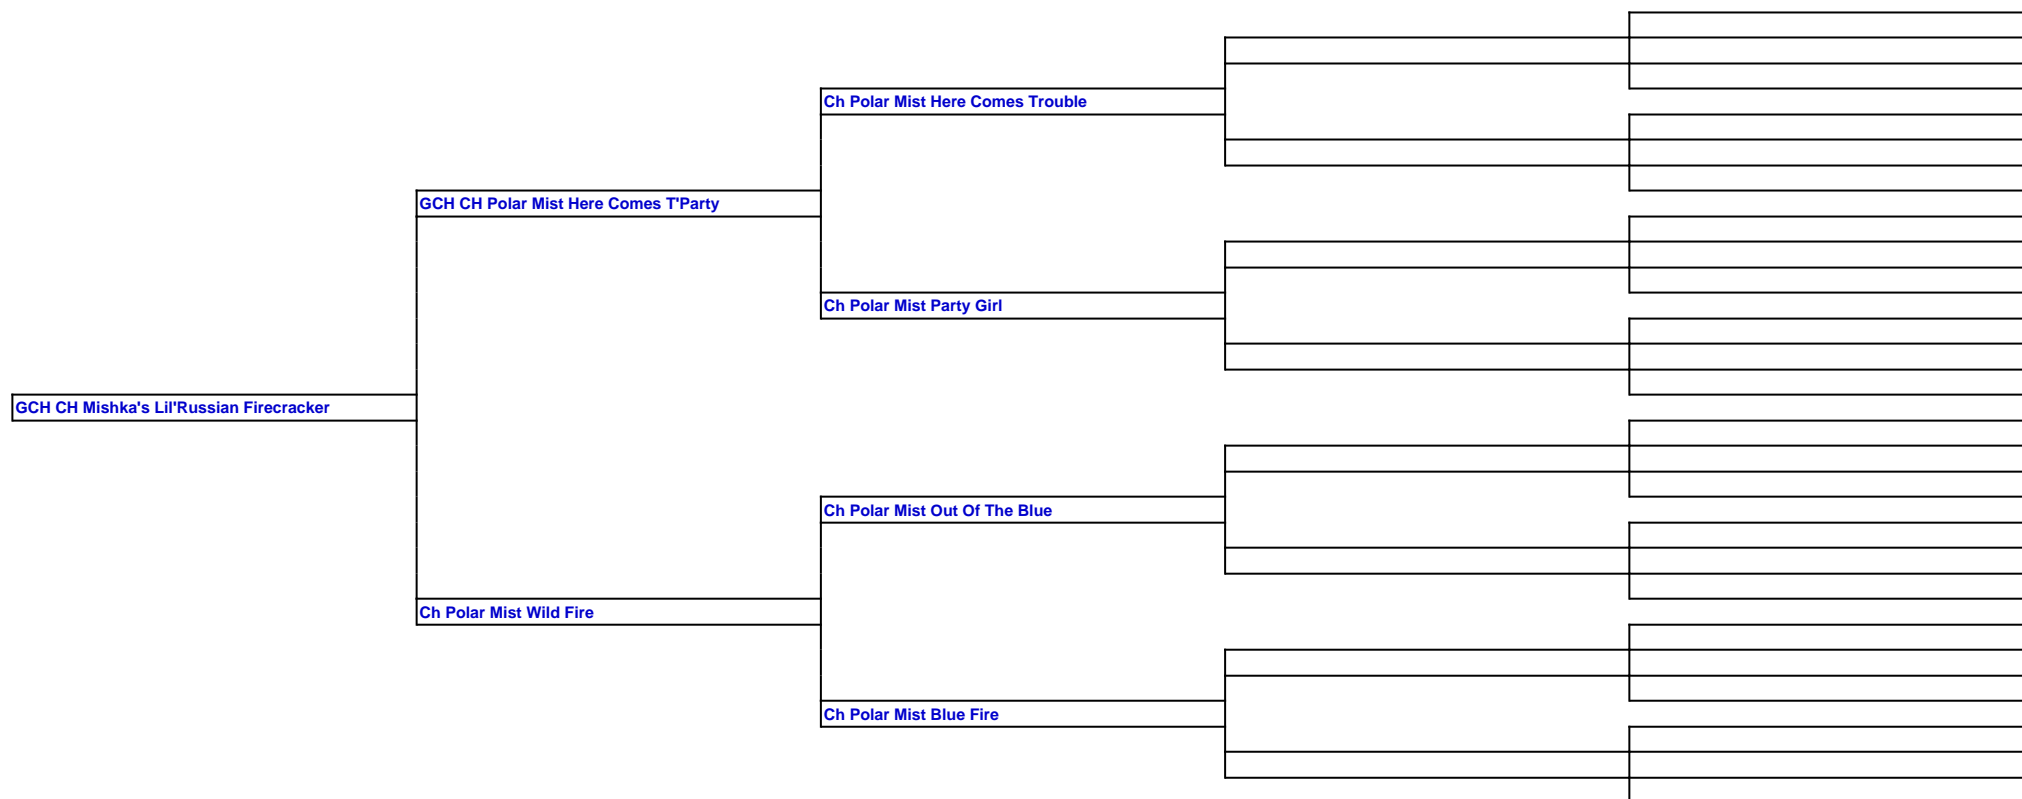 Ch Polar Mist Here Comes Trouble
GCH CH Polar Mist Here Comes T'Party
Ch Polar Mist Party Girl
GCH CH Mishka's Lil'Russian Firecracker
Ch Polar Mist Out Of The Blue
Ch Polar Mist Wild Fire
Ch Polar Mist Blue Fire